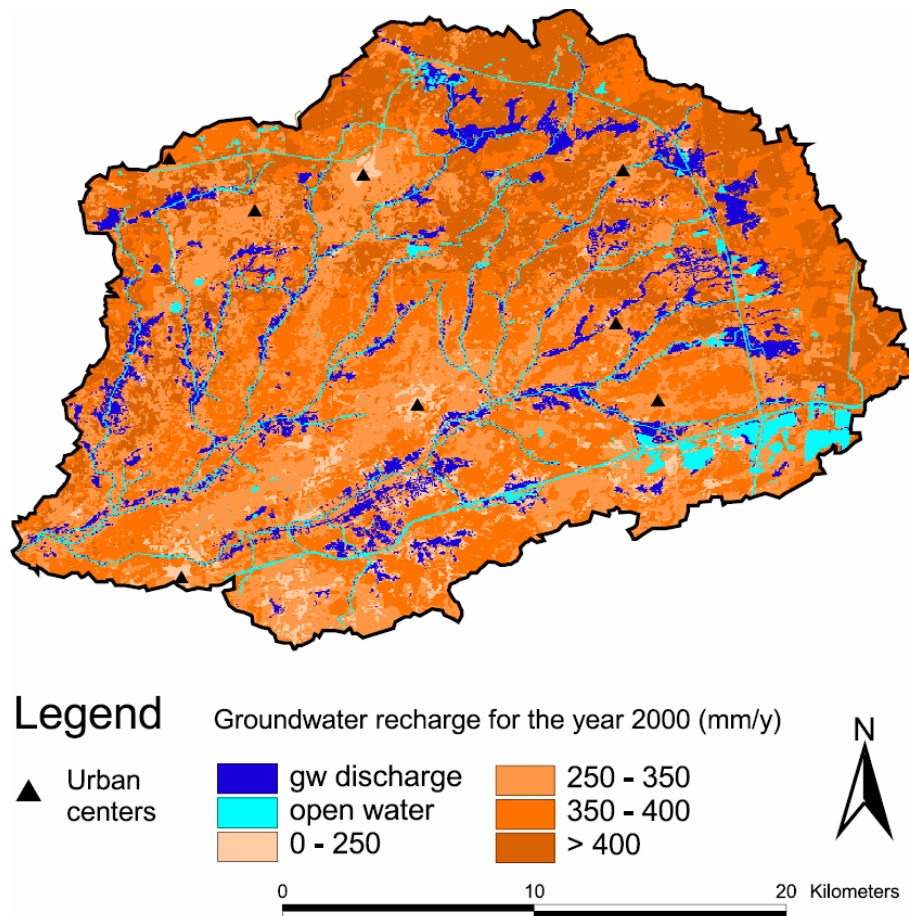 Legend
Groundwater recharge for the year 2000 (mm/y)
N
Urban centers
gw discharge
open water
0 - 250
250 - 350
350 - 400
> 400
0 10 20 Kilometers